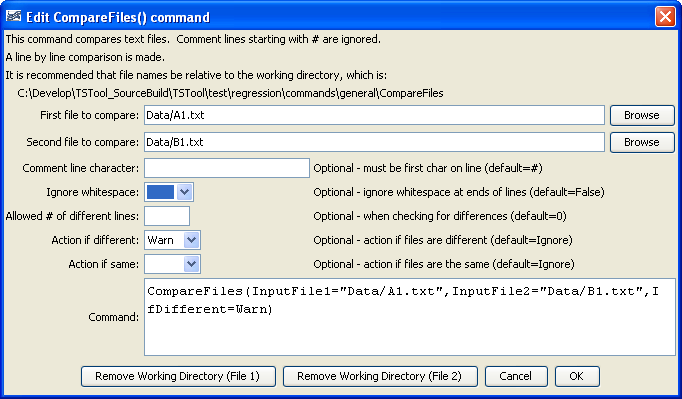 Edit CompareFiles() command
This command compares text files.  Comment lines starting with # are ignored.
A line by line comparison is made.
It is recommended that file names be relative to the working directory, which is:
C:\Develop\TSTool_SourceBuild\TSTool\test\regression\commands\general\CompareFiles
First file to compare: Data/A1.txt Browse
Second file to compare: Data/B1.txt Browse
Comment line character: Optional - must be first char on line (default=#)
Ignore whitespace: Optional - ignore whitespace at ends of lines (default=False)
Allowed # of different lines: Optional - when checking for differences (default=0)
Action if different: Warn Optional - action if files are different (default=Ignore)
Action if same: Optional - action if files are the same (default=Ignore)
Command: CompareFiles(InputFile1="Data/A1.txt",InputFile2="Data/B1.txt",I
fDifferent=Warn)
Remove Working Directory (File 1) Remove Working Directory (File 2) Cancel OK